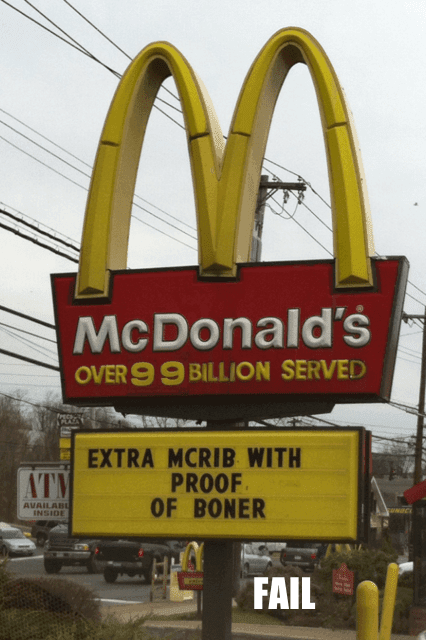 McDonald's
OVER 99 BILLION SERVED
EXTRA MCRIB WITH
PROOF
OF BONER
ATM
AVAILABLE
INSIDE
FAIL